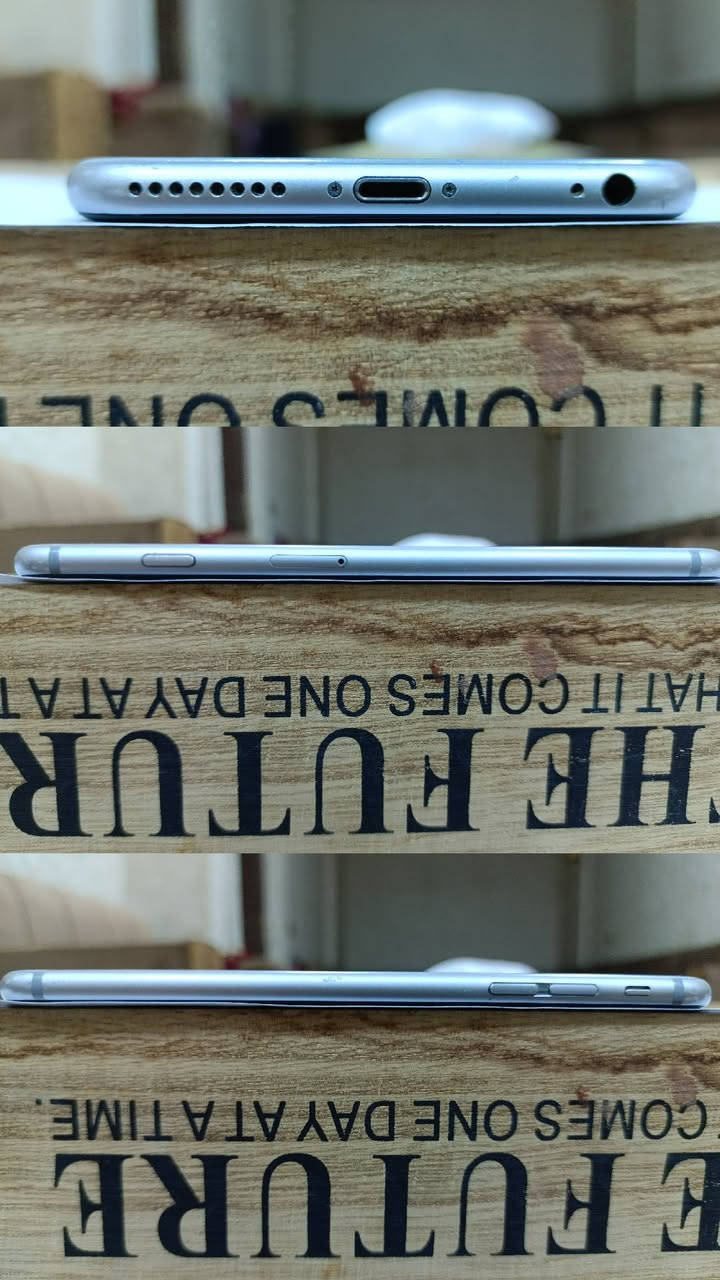 IT COMES ONE
HE FUTUR
HAT IT COMES ONE DAY AT A T
E FUTURE
COMES ONE DAY AT A TIME.